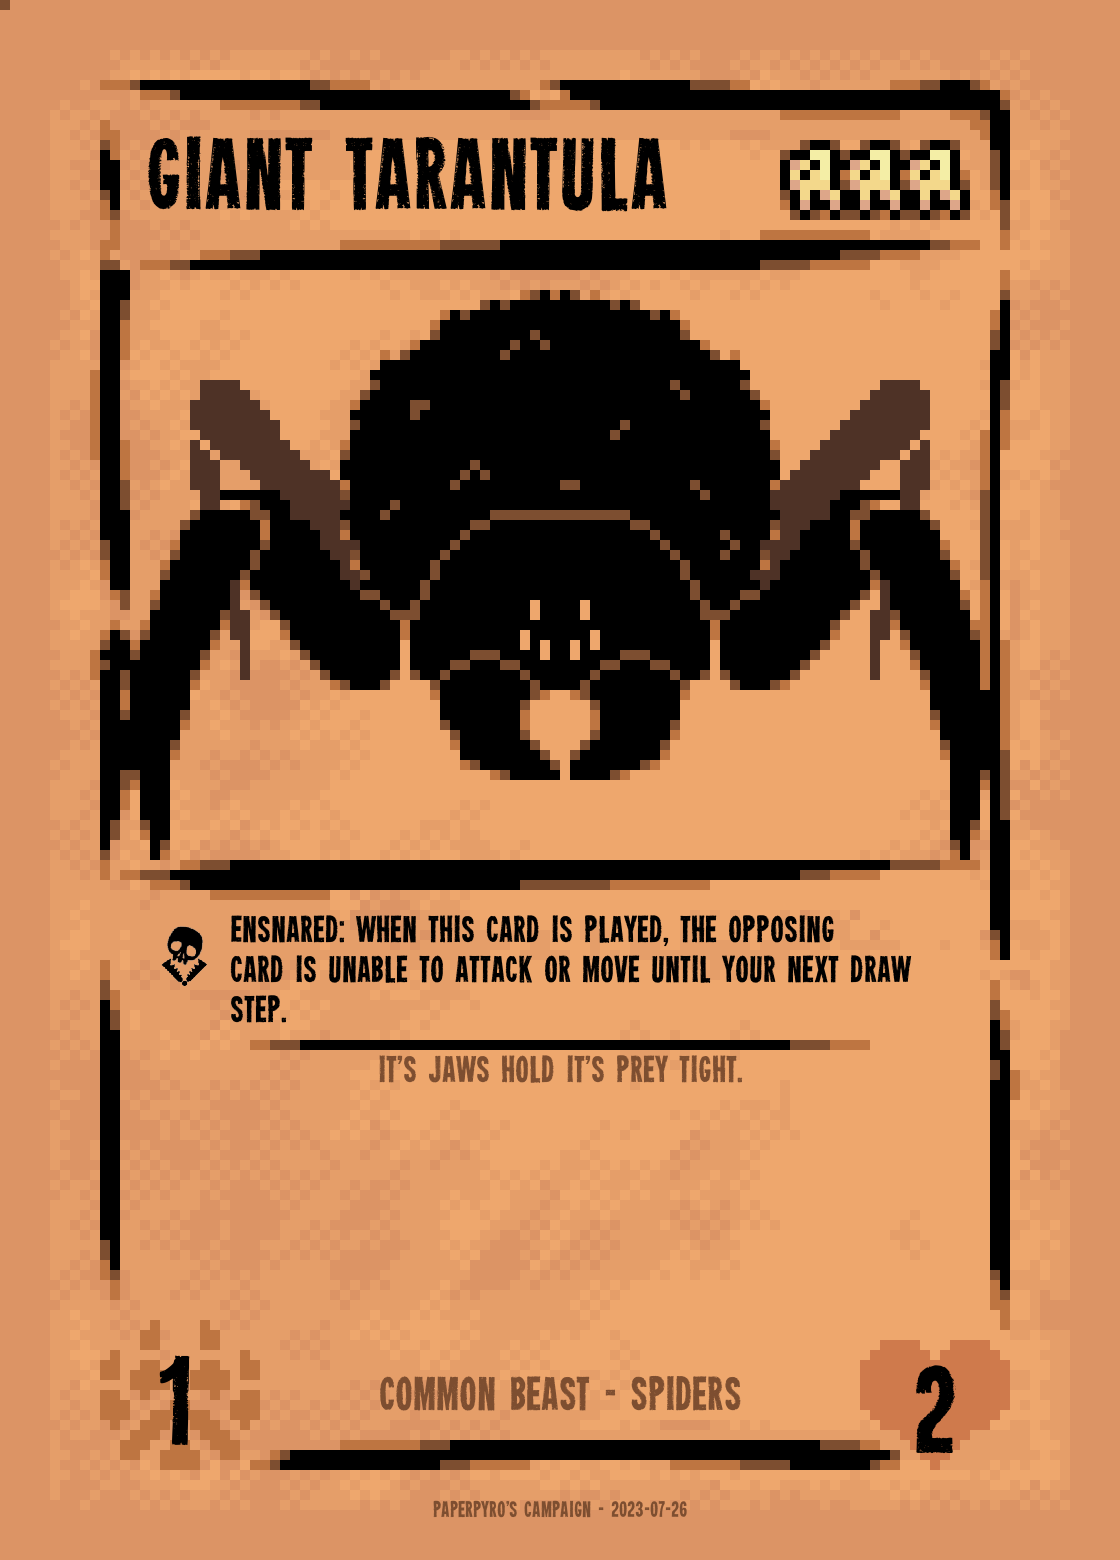 GIANT TARANTULA
ENSNARED: WHEN THIS CARD IS PLAYED, THE OPPOSING
CARD IS UNABLE TO ATTACK OR MOVE UNTIL YOUR NEXT DRAW
STEP.
IT'S JAWS HOLD IT'S PREY TIGHT.
1
COMMON BEAST - SPIDERS
2
PAPERPYRO'S CAMPAIGN - 2023-07-26